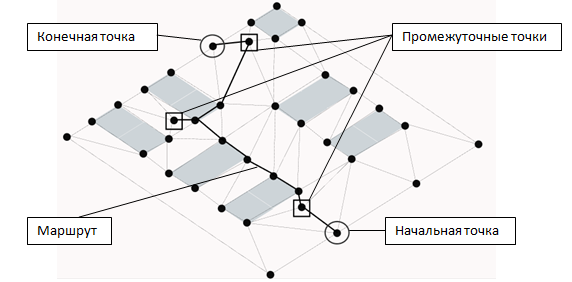 Конечная точка
Промежуточные точки
Маршрут
Начальная точка